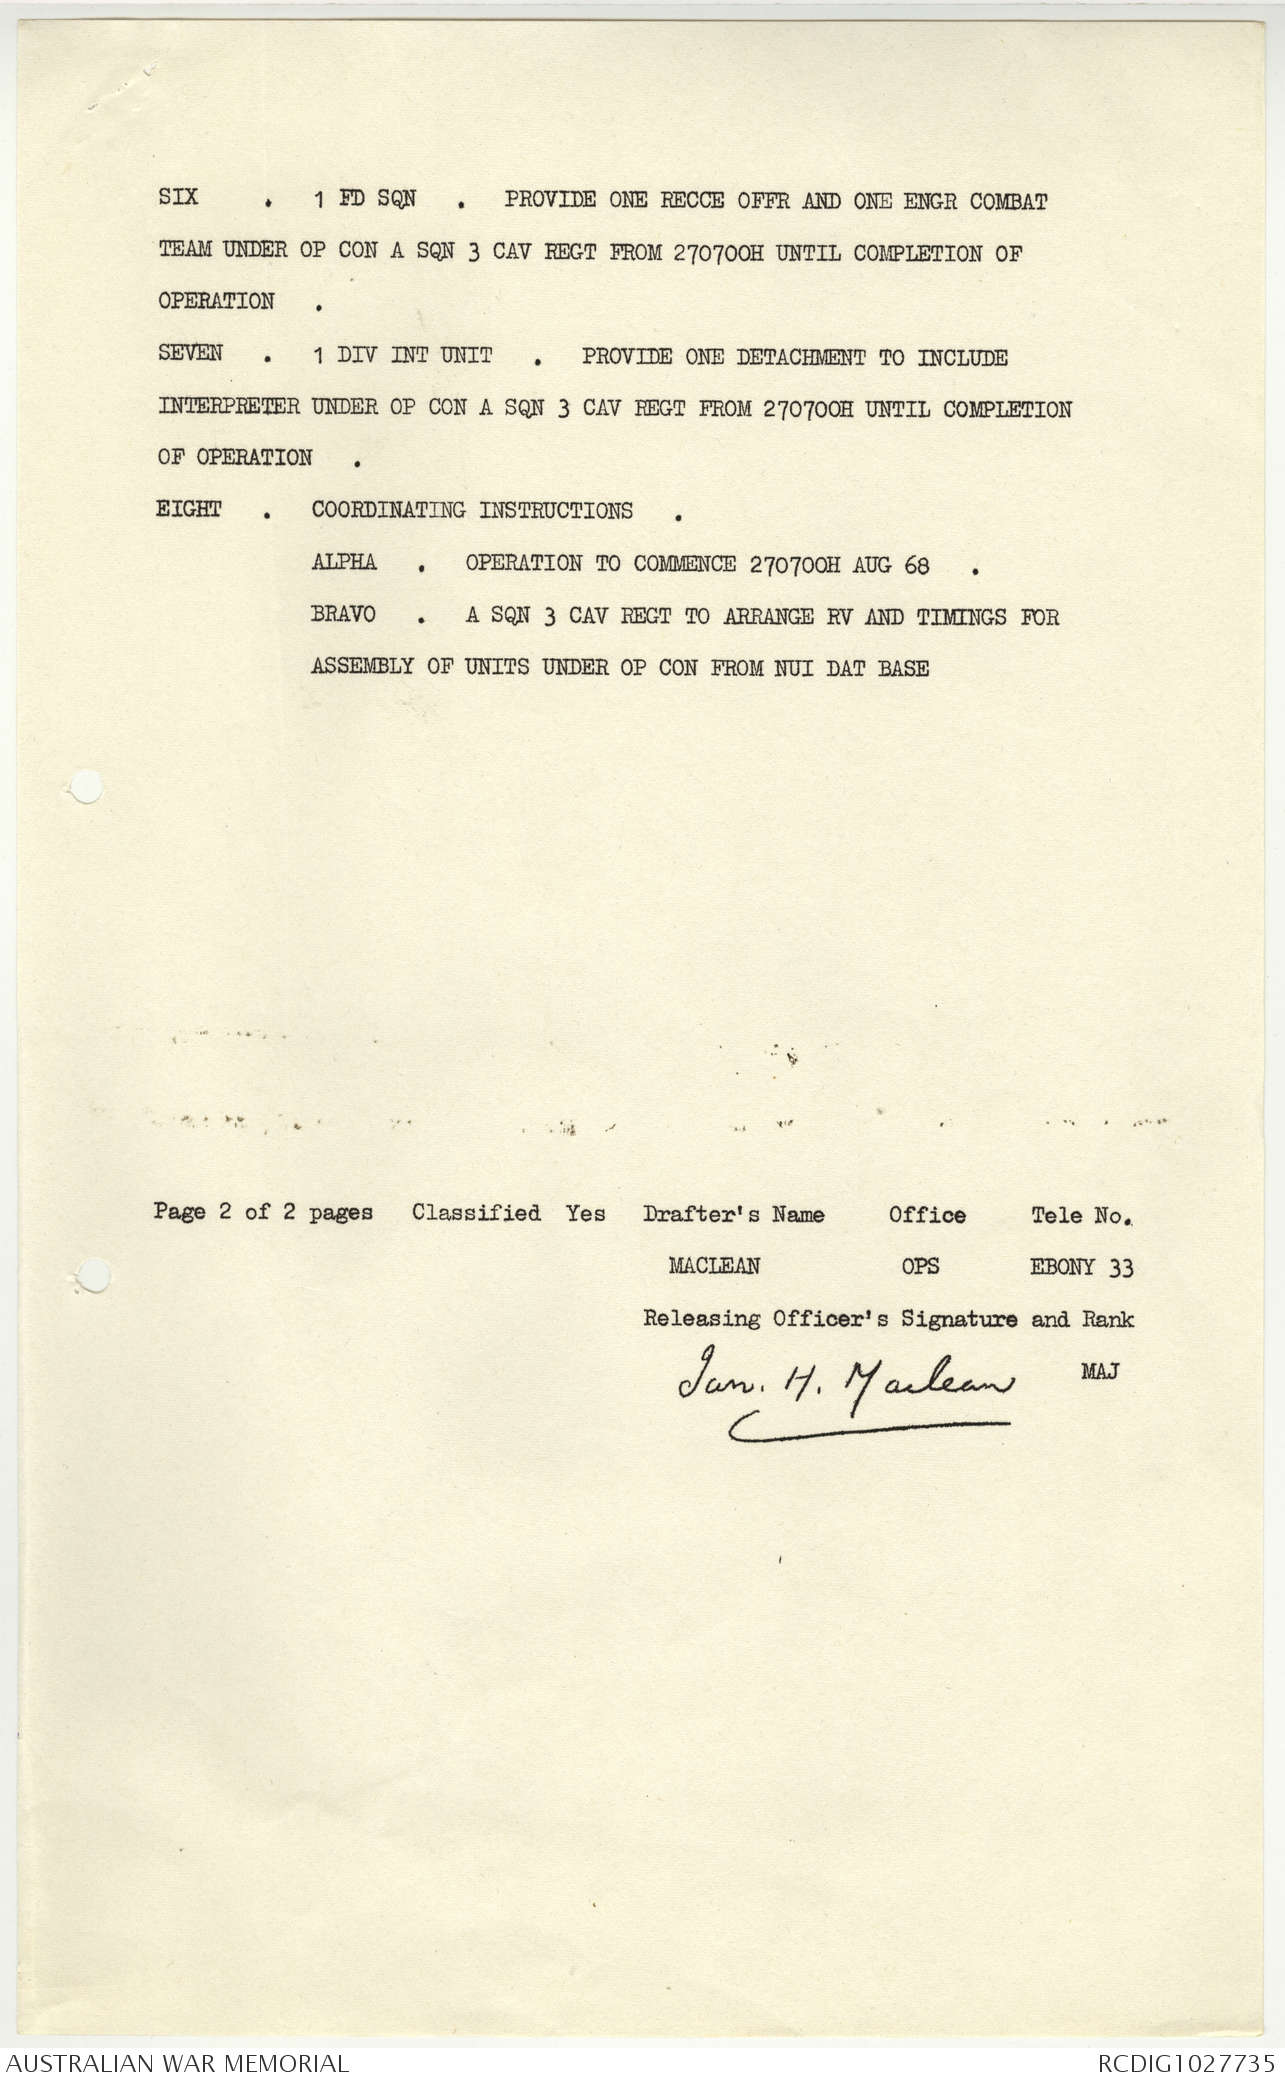 SIX . 1 FD SQN . PROVIDE ONE RECCE OFFR AND ONE ENGR COMBAT
TEAM UNDER OP CON A SQN 3 CAV REGT FROM 270700H UNTIL COMPLETION OF
OPERATION .
SEVEN . 1 DIV INT UNIT . PROVIDE ONE DETACHMENT TO INCLUDE
INTERPRETER UNDER OP CON A SQN 3 CAV REGT FROM 270700H UNTIL COMPLETION
OF OPERATION .
EIGHT . COORDINATING INSTRUCTIONS .
ALPHA . OPERATION TO COMMENCE 270700H AUG 68 .
BRAVO . A SQN 3 CAV REGT TO ARRANGE RV AND TIMINGS FOR
ASSEMBLY OF UNITS UNDER OP CON FROM NUI DAT BASE
Page 2 of 2 pages Classified Yes Drafter's Name Office Tele No.
MACLEAN OPS EBONY 33
Releasing Officer's Signature and Rank
Ian. H. Maclean MAJ
AUSTRALIAN WAR MEMORIAL RCDIG1027735